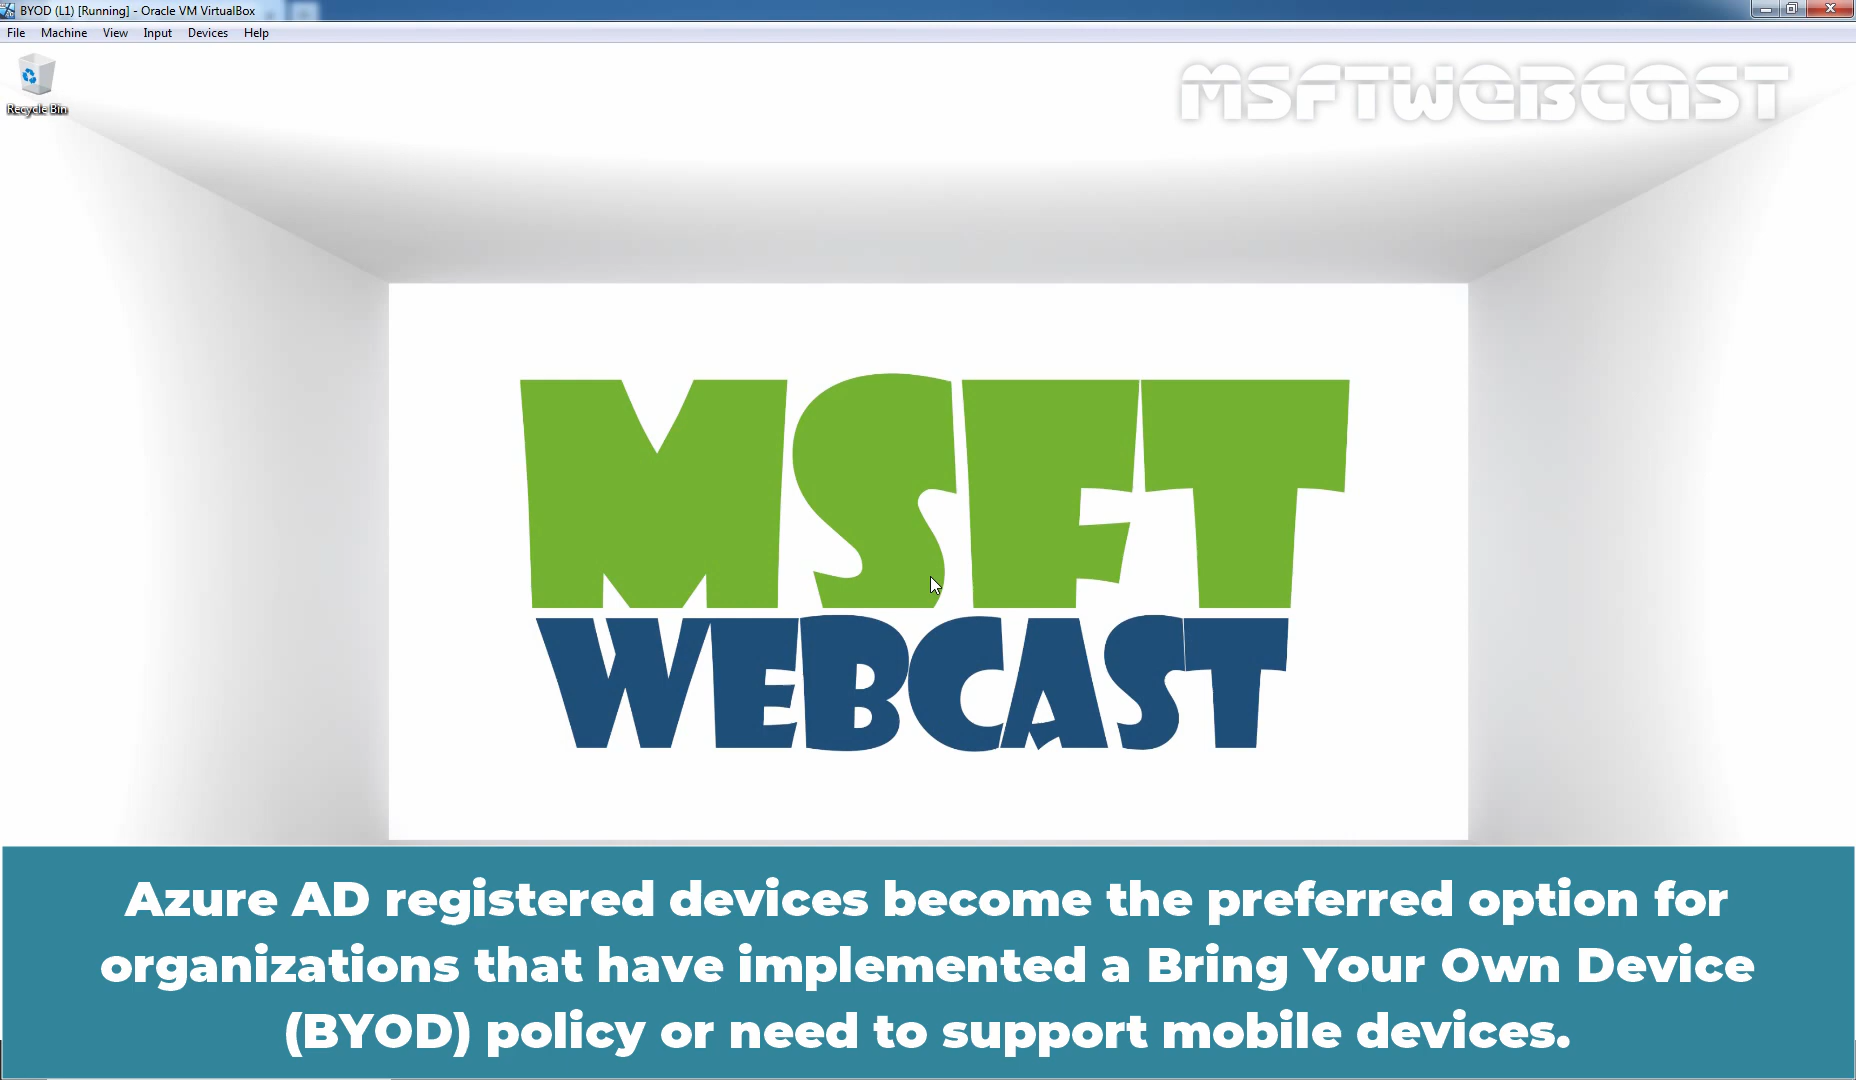 BYOD (L1) [Running] - Oracle VM VirtualBox
File Machine View Input Devices Help
Recycle Bin
MSFTWEBCAST
MSFT
WEBCAST
Azure AD registered devices become the preferred option for
organizations that have implemented a Bring Your Own Device
(BYOD) policy or need to support mobile devices.